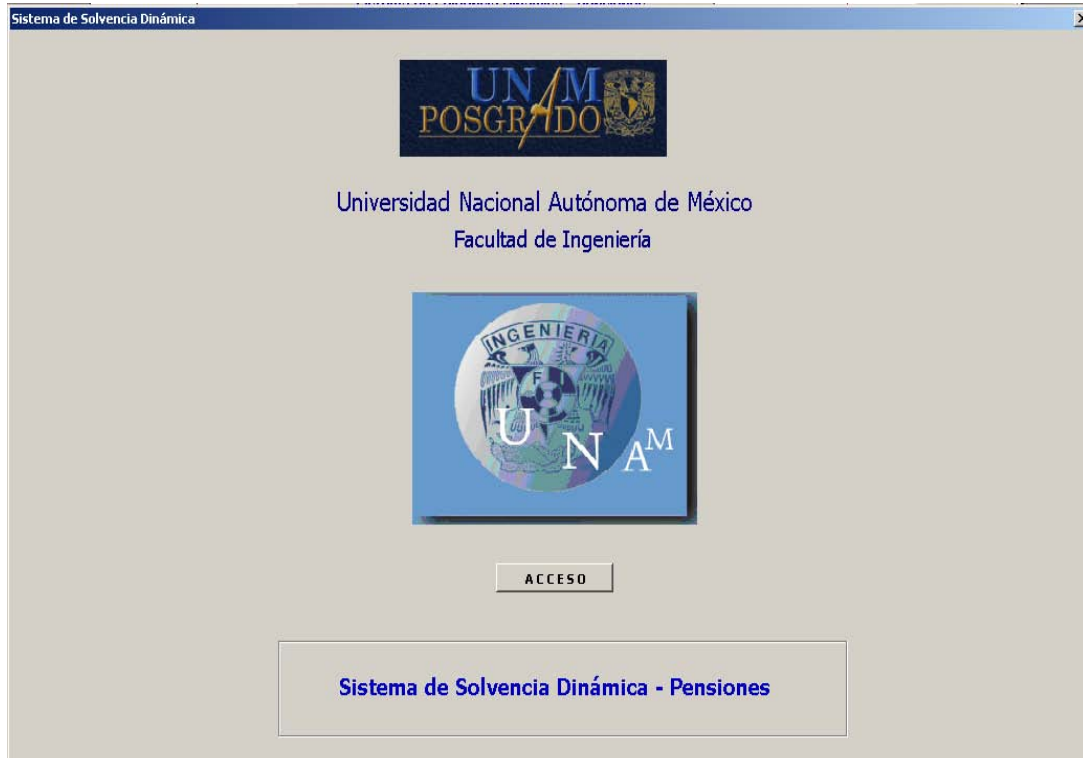 Sistema de Solvencia Dinámica
UNAM
POSGRADO
Universidad Nacional Autónoma de México
Facultad de Ingeniería
INGENIERIA
F I
U N A M
ACCESO
Sistema de Solvencia Dinámica - Pensiones